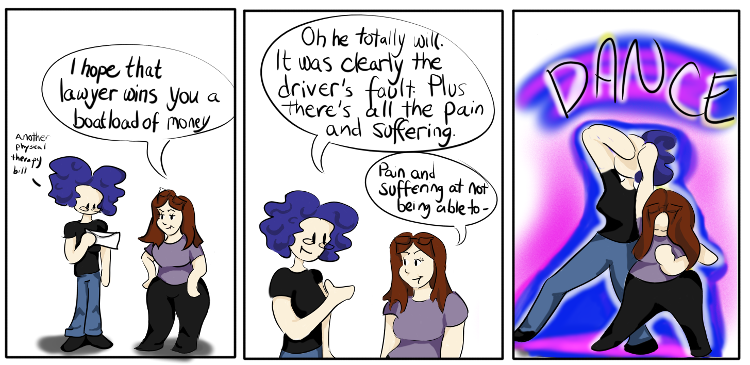 Another
physcal
therapy
bill
I hope that
lawyer wins you a
boatload of money
Oh he totally will.
It was clearly the
driver's fault. Plus
there's all the pain
and suffering.
Pain and
suffering at not
being able to-
DANCE